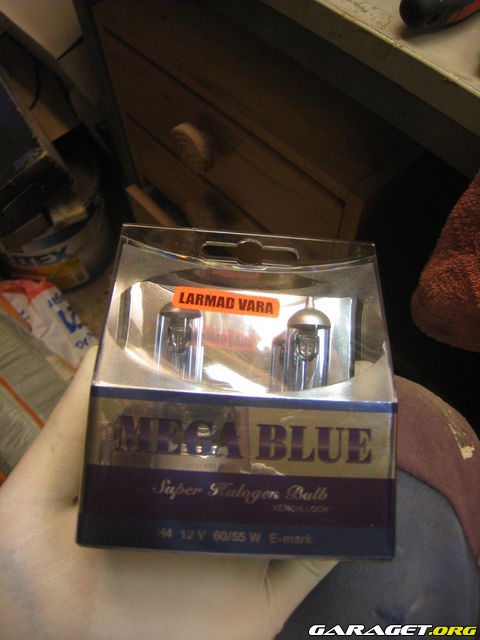 LARMAD VARA
MEGA BLUE
Super Halogen Bulb
XENON-LOOK
H4 12 V 60/55 W E-mark
GARAGET.ORG